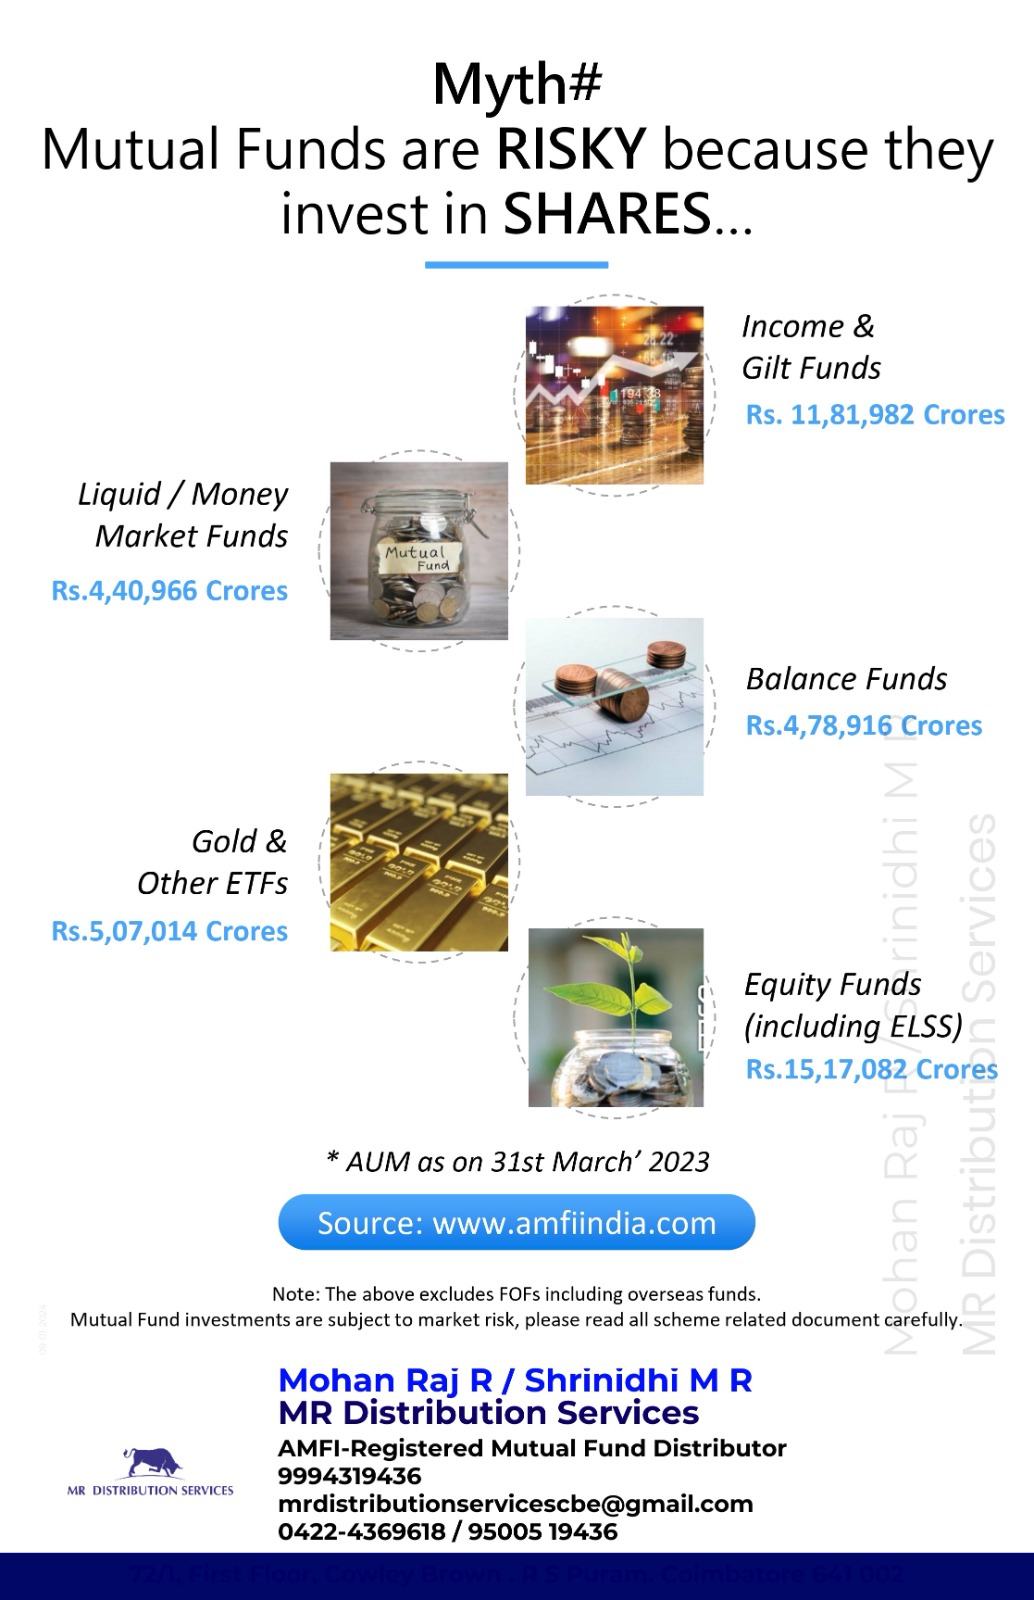 Myth#
Mutual Funds are RISKY because they
invest in SHARES...
Income &
Gilt Funds
Rs. 11,81,982 Crores
Liquid / Money
Market Funds
Rs.4,40,966 Crores
Mutual
Fund
Balance Funds
Rs.4,78,916 Crores
Gold &
Other ETFs
Rs.5,07,014 Crores
Equity Funds
(including ELSS)
Rs.15,17,082 Crores
* AUM as on 31st March’ 2023
Source: www.amfiindia.com
Note: The above excludes FOFs including overseas funds.
Mutual Fund investments are subject to market risk, please read all scheme related document carefully.
Mohan Raj R / Shrinidhi M R
MR Distribution Services
09-01-2024
Mohan Raj R / Shrinidhi M R
MR Distribution Services
AMFI-Registered Mutual Fund Distributor
9994319436
mrdistributionservicescbe@gmail.com
0422-4369618 / 95005 19436
MR DISTRIBUTION SERVICES
72/1, First Floor, Cowley Brown , R S Puram, Coimbatore 641 002